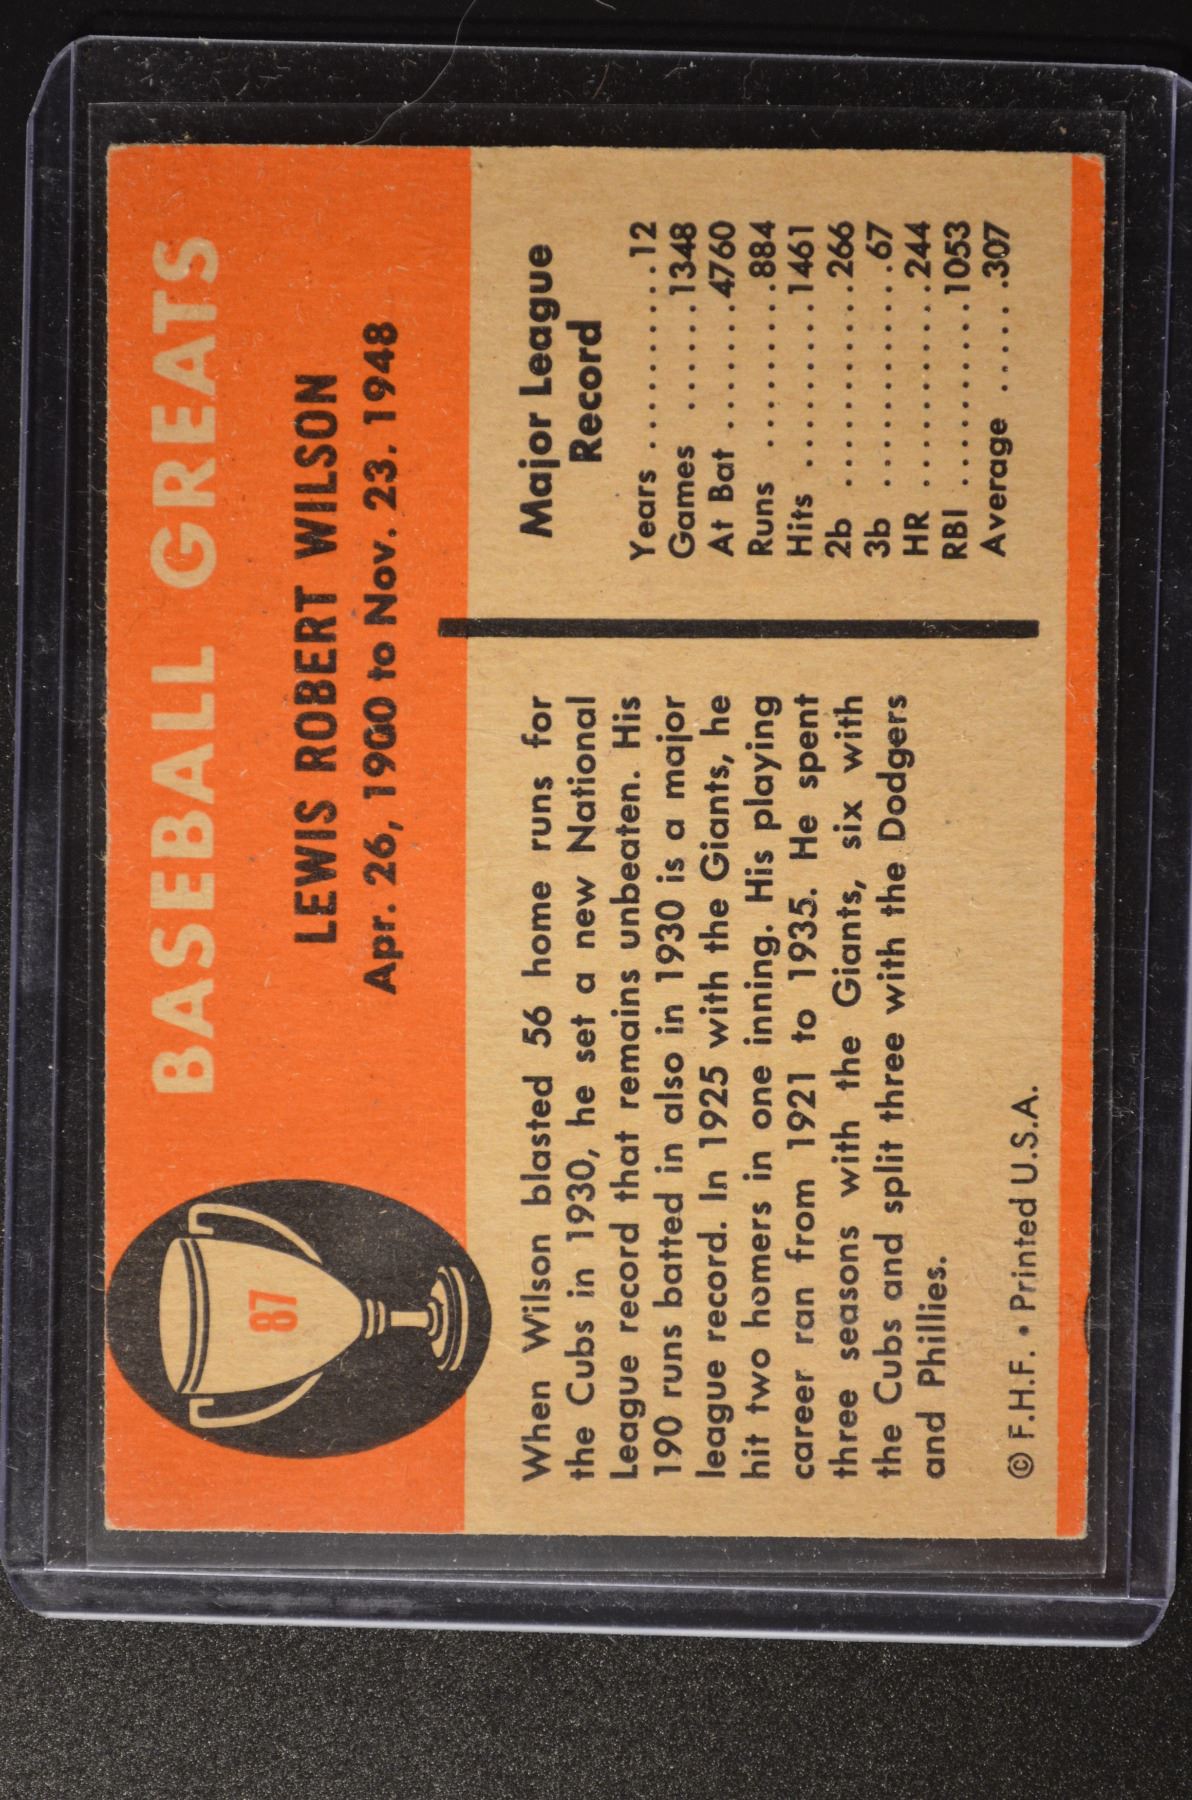 87
BASEBALL GREATS
LEWIS ROBERT WILSON
Apr. 26, 1900 to Nov. 23. 1948
When Wilson blasted 56 home runs for
the Cubs in 1930, he set a new National
League record that remains unbeaten. His
190 runs batted in also in 1930 is a major
league record. In 1925 with the Giants, he
hit two homers in one inning. His playing
career ran from 1921 to 1935. He spent
three seasons with the Giants, six with
the Cubs and split three with the Dodgers
and Phillies.
© F.H.F. • Printed U.S.A.
Major League
Record
Years ..........12
Games ......1348
At Bat .......4760
Runs .........884
Hits .........1461
2b ..........266
3b ...........67
HR ..........244
RBI .........1053
Average .....307